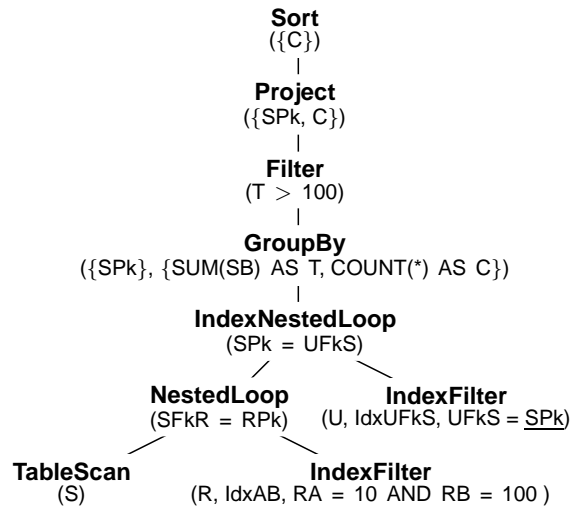 Sort
({C})
Project
({SPk, C})
Filter
(T > 100)
GroupBy
({SPk}, {SUM(SB) AS T, COUNT(*) AS C})
IndexNestedLoop
(SPk = UFkS)
NestedLoop
(SFkR = RPk)
IndexFilter
(U, IdxUFkS, UFkS = SPk)
TableScan
(S)
IndexFilter
(R, IdxAB, RA = 10 AND RB = 100 )